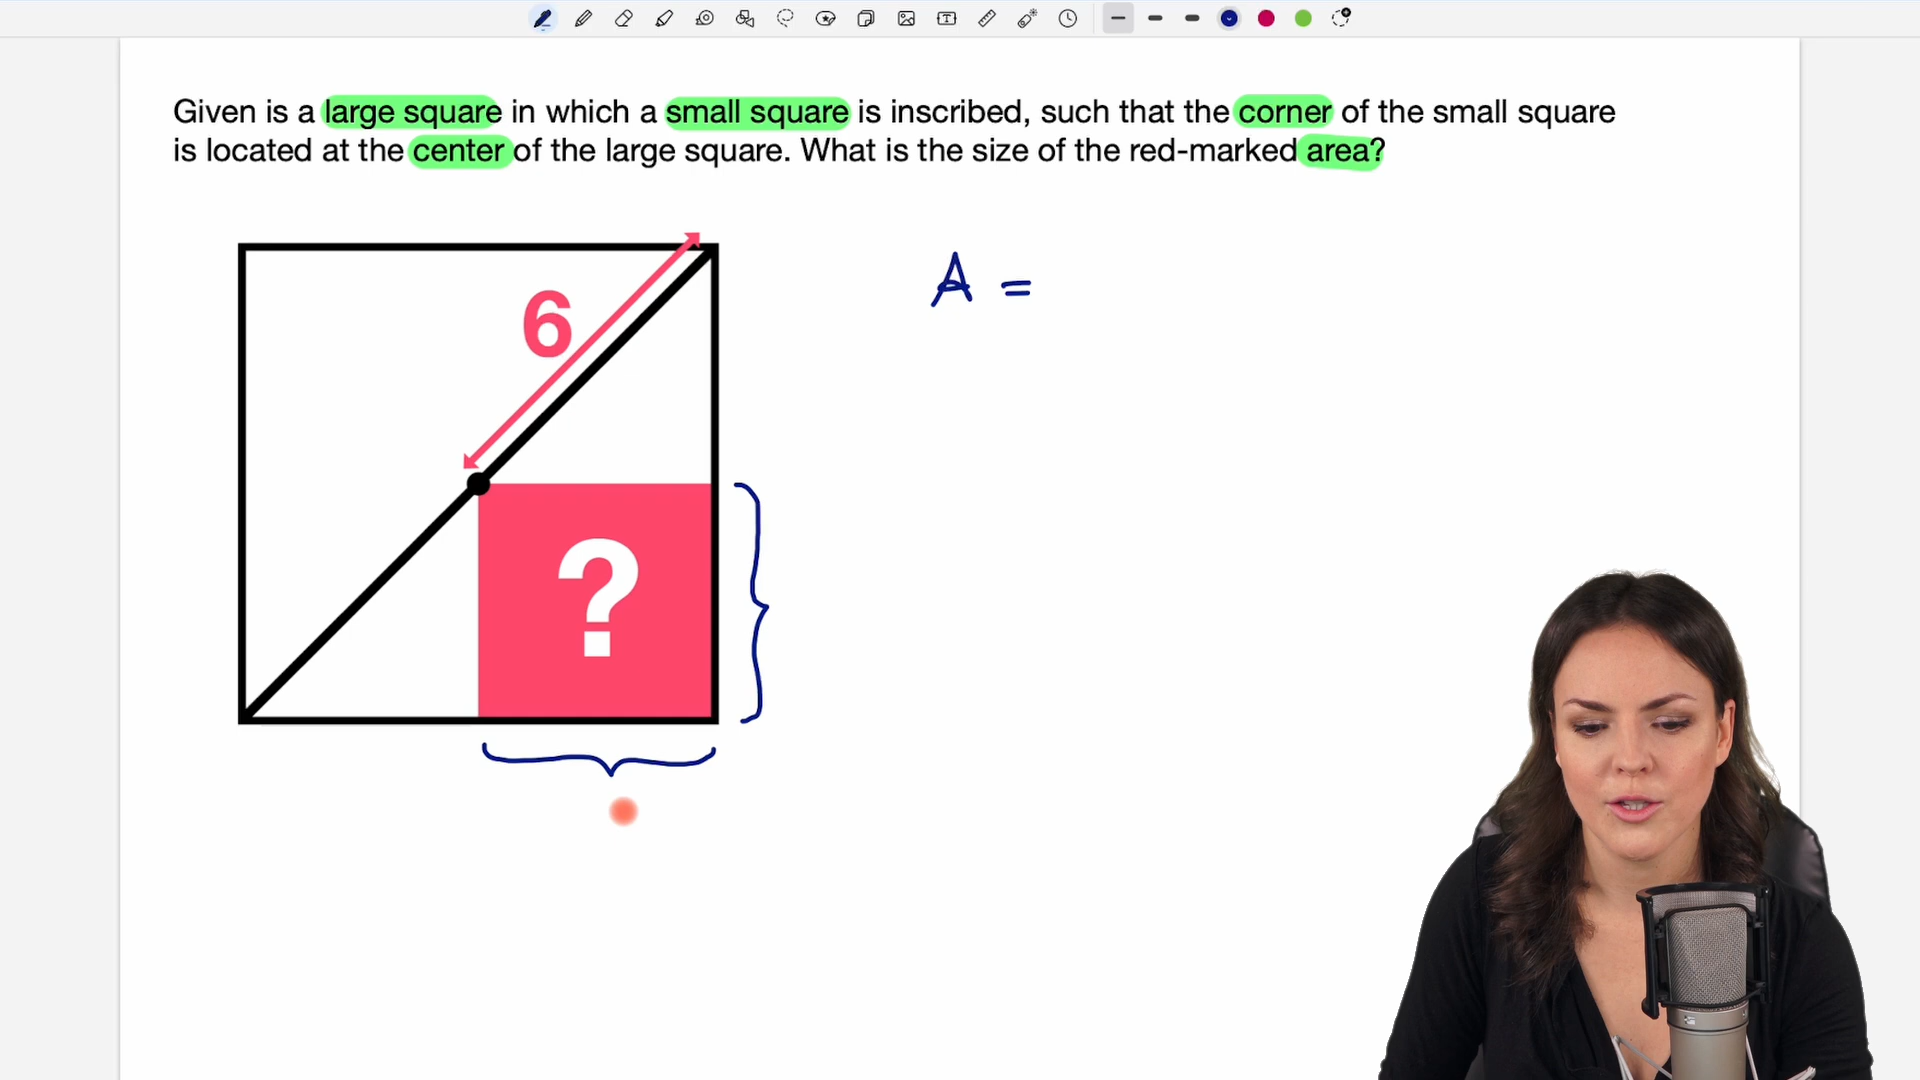 Given is a large square in which a small square is inscribed, such that the corner of the small square
is located at the center of the large square. What is the size of the red-marked area?
6
A =
?